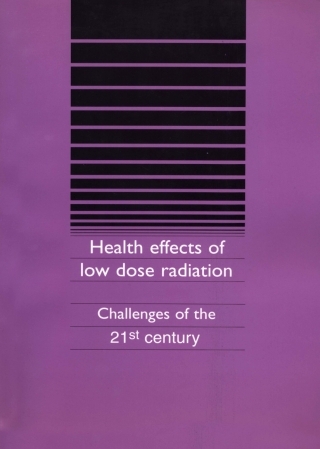 Health effects of
low dose radiation
Challenges of the
21st century